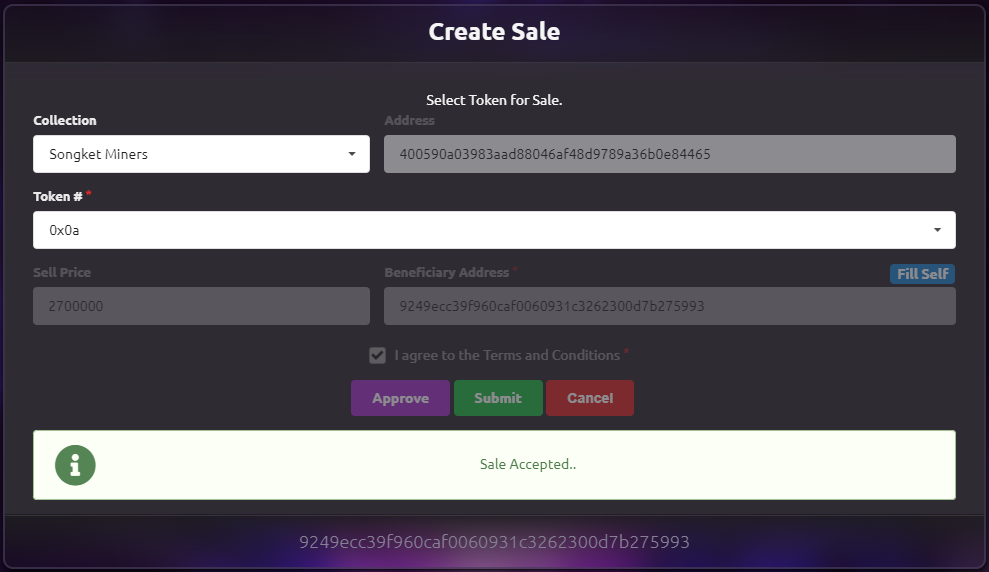 Create Sale
Select Token for Sale.
Collection
Address
Songket Miners
400590a03983aad88046af48d9789a36b0e84465
Token # *
0x0a
Sell Price
Beneficiary Address *
Fill Self
2700000
9249ecc39f960caf0060931c3262300d7b275993
I agree to the Terms and Conditions *
Approve
Submit
Cancel
Sale Accepted..
9249ecc39f960caf0060931c3262300d7b275993